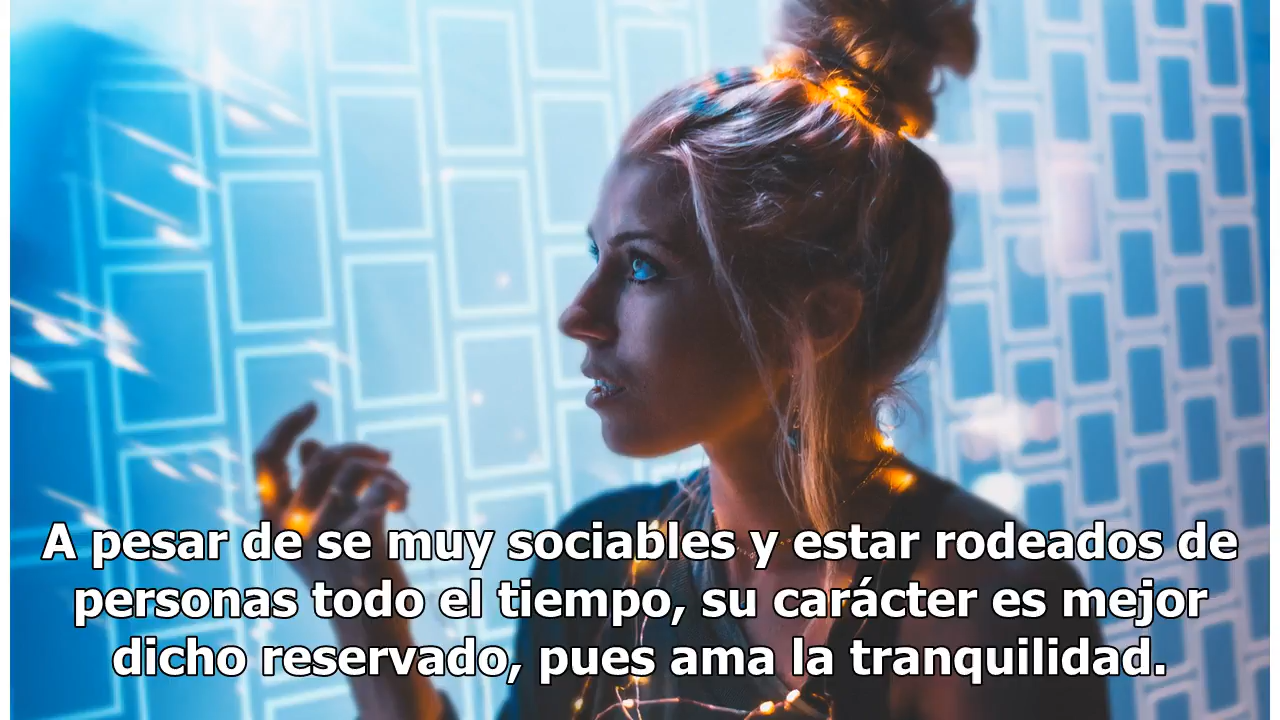 A pesar de se muy sociables y estar rodeados de
personas todo el tiempo, su carácter es mejor
dicho reservado, pues ama la tranquilidad.